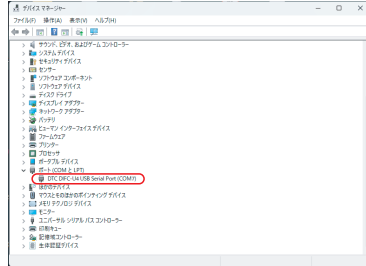 デバイス マネージャー
ファイル(F) 操作(A) 表示(V) ヘルプ(H)
サウンド、ビデオ、およびゲーム コントローラー
システム デバイス
セキュリティ デバイス
センサー
ソフトウェア コンポーネント
ソフトウェア デバイス
ディスク ドライブ
ディスプレイ アダプター
ネットワーク アダプター
バッテリ
ヒューマン インターフェイス デバイス
ファームウェア
プリンター
プロセッサ
ポータブル デバイス
ポート (COM と LPT)
DTC DIFC-U4 USB Serial Port (COM7)
ほかのデバイス
マウスとそのほかのポインティング デバイス
メモリ テクノロジ デバイス
モニター
ユニバーサル シリアル バス コントローラー
印刷キュー
記憶域コントローラー
生体認証デバイス